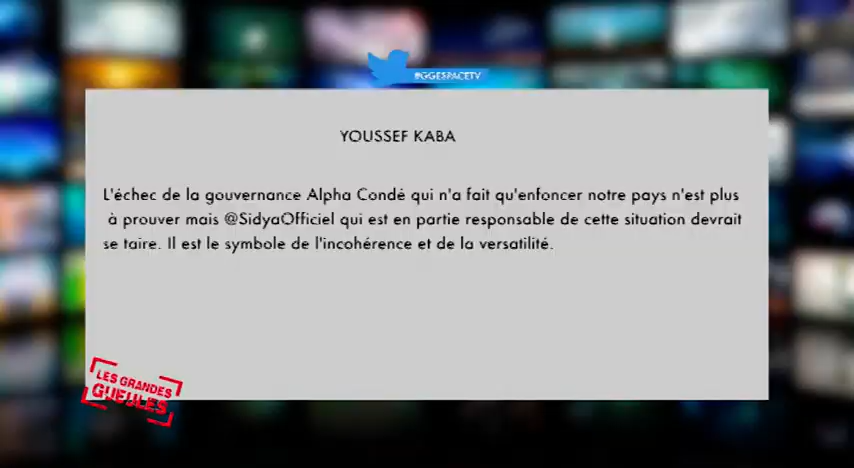 #GGESPACETV
YOUSSEF KABA
L'échec de la gouvernance Alpha Condé qui n'a fait qu'enfoncer notre pays n'est plus
à prouver mais @SidyaOfficiel qui est en partie responsable de cette situation devrait
se taire. Il est le symbole de l'incohérence et de la versatilité.
LES GRANDES
GUEULES